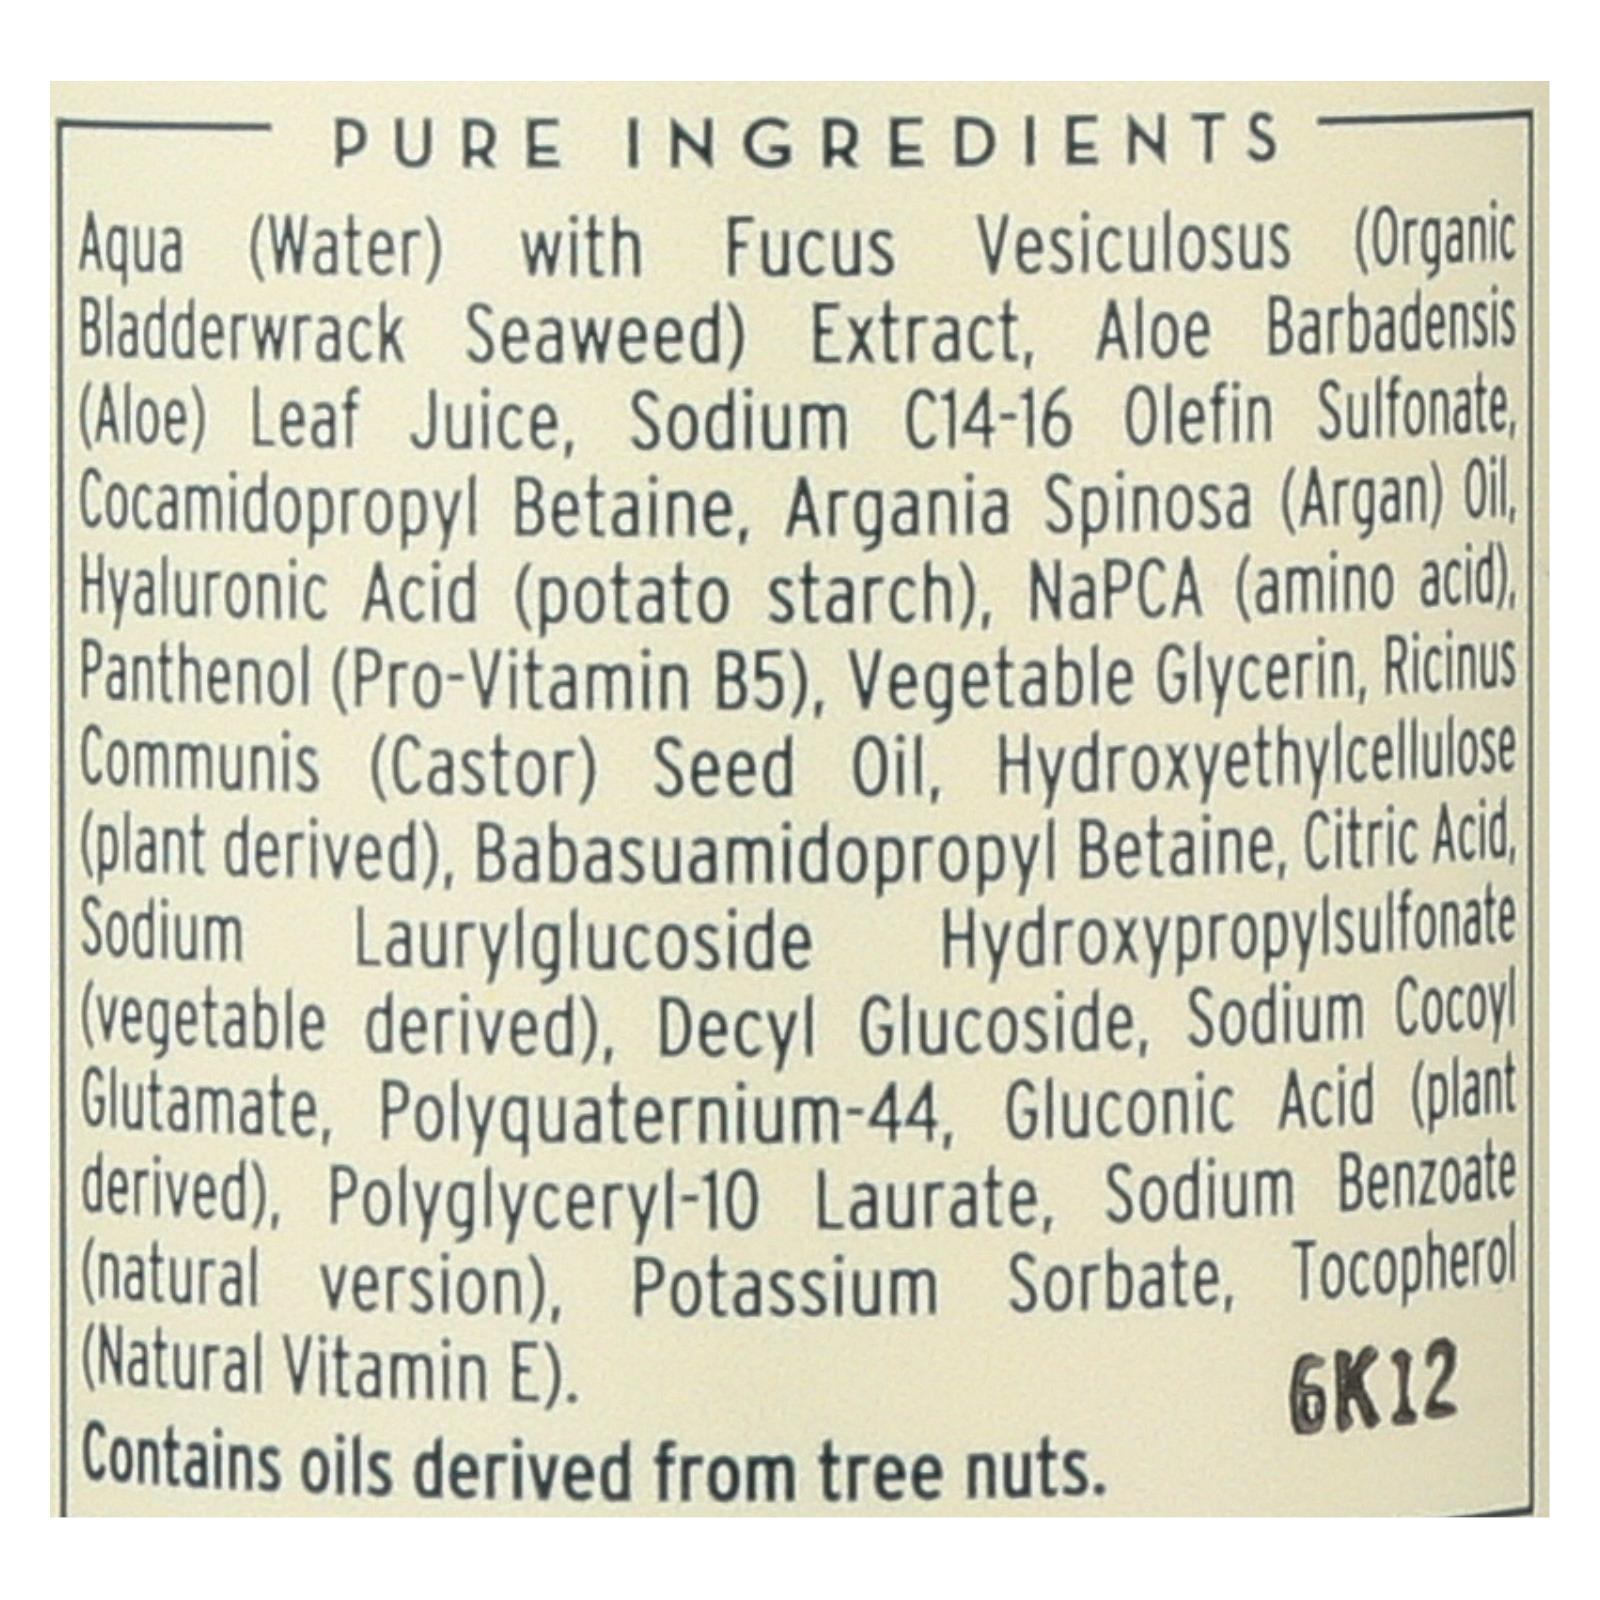 PURE INGREDIENTS
Aqua (Water) with Fucus Vesiculosus (Organic
Bladderwrack Seaweed) Extract, Aloe Barbadensis
(Aloe) Leaf Juice, Sodium C14-16 Olefin Sulfonate,
Cocamidopropyl Betaine, Argania Spinosa (Argan) Oil,
Hyaluronic Acid (potato starch), NaPCA (amino acid),
Panthenol (Pro-Vitamin B5), Vegetable Glycerin, Ricinus
Communis (Castor) Seed Oil, Hydroxyethylcellulose
(plant derived), Babasuamidopropyl Betaine, Citric Acid,
Sodium Laurylglucoside Hydroxypropylsulfonate
(vegetable derived), Decyl Glucoside, Sodium Cocoyl
Glutamate, Polyquaternium-44, Gluconic Acid (plant
derived), Polyglyceryl-10 Laurate, Sodium Benzoate
(natural version), Potassium Sorbate, Tocopherol
(Natural Vitamin E).
6K12
Contains oils derived from tree nuts.